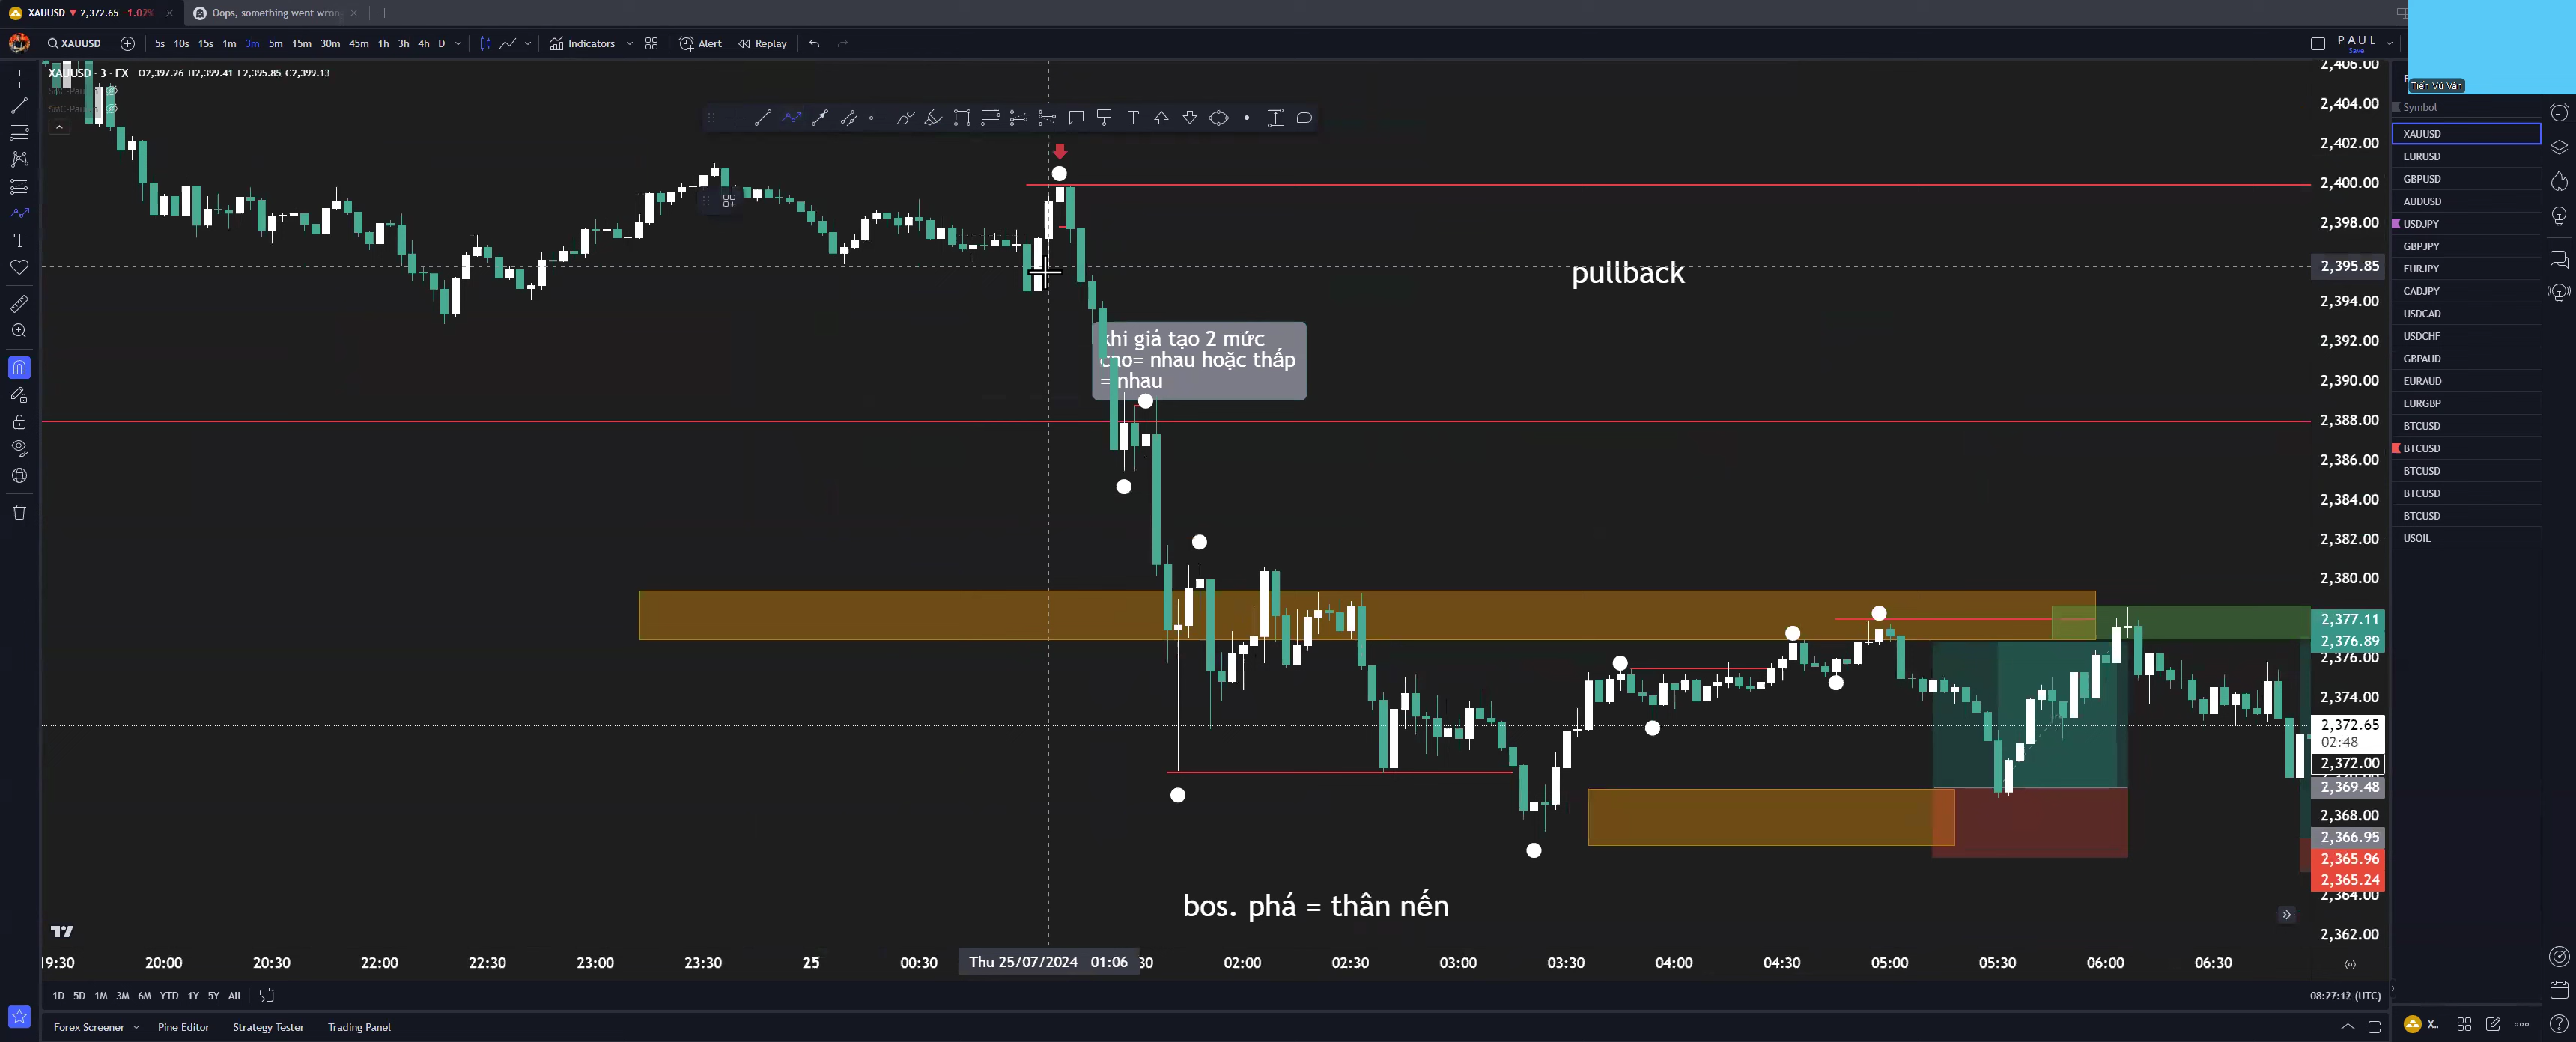 XAUUSD ▼ 2,372.65 −1.02%
Oops, something went wron
XAUUSD
5s 10s 15s 1m 3m 5m 15m 30m 45m 1h 3h 4h D
Indicators
Alert
Replay
PAUL
Save
Tiến Vũ Văn
XAUUSD · 3 · FX O2,397.26 H2,399.41 L2,395.85 C2,399.13
Symbol
XAUUSD
EURUSD
GBPUSD
AUDUSD
USDJPY
GBPJPY
EURJPY
CADJPY
USDCAD
USDCHF
GBPAUD
EURAUD
EURGBP
BTCUSD
BTCUSD
BTCUSD
BTCUSD
BTCUSD
USOIL
pullback
khi giá tạo 2 mức
cao= nhau hoặc thấp
= nhau
bos. phá = thân nến
2,406.00
2,404.00
2,402.00
2,400.00
2,398.00
2,395.85
2,394.00
2,392.00
2,390.00
2,388.00
2,386.00
2,384.00
2,382.00
2,380.00
2,377.11
2,376.89
2,376.00
2,374.00
2,372.65
02:48
2,372.00
2,369.48
2,368.00
2,366.95
2,365.96
2,365.24
2,364.00
2,362.00
19:30 20:00 20:30 21:00 22:00 22:30 23:00 23:30 25 00:30 Thu 25/07/2024 01:06 30 02:00 02:30 03:00 03:30 04:00 04:30 05:00 05:30 06:00 06:30
1D 5D 1M 3M 6M YTD 1Y 5Y All
08:27:12 (UTC)
Forex Screener Pine Editor Strategy Tester Trading Panel
X..